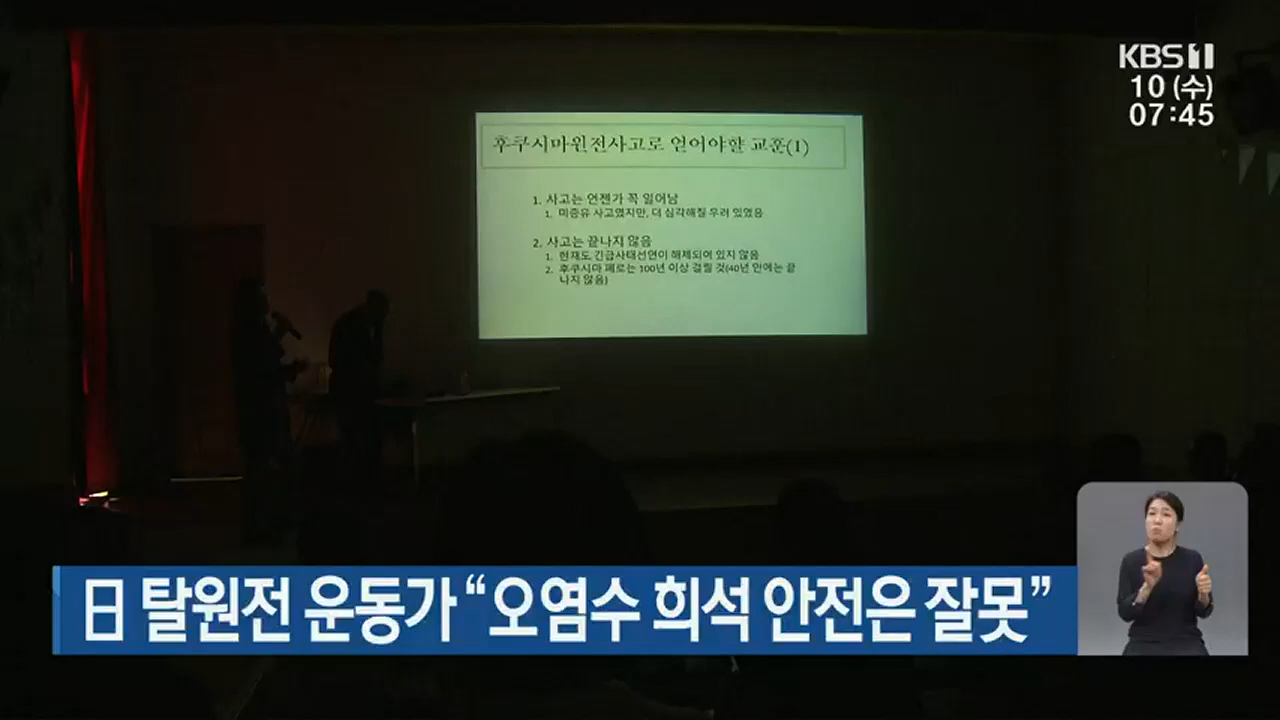 KBS1
10 (수)
07:45
후쿠시마원전사고로 얻어야할 교훈(1)
1. 사고는 언젠가 꼭 일어남
1. 미증유 사고였지만, 더 심각해질 우려 있었음
2. 사고는 끝나지 않음
1. 현재도 긴급사태선언이 해제되어 있지 않음
2. 후쿠시마 폐로는 100년 이상 걸릴 것(40년 안에는 끝
나지 않음)
日 탈원전 운동가 “오염수 희석 안전은 잘못”